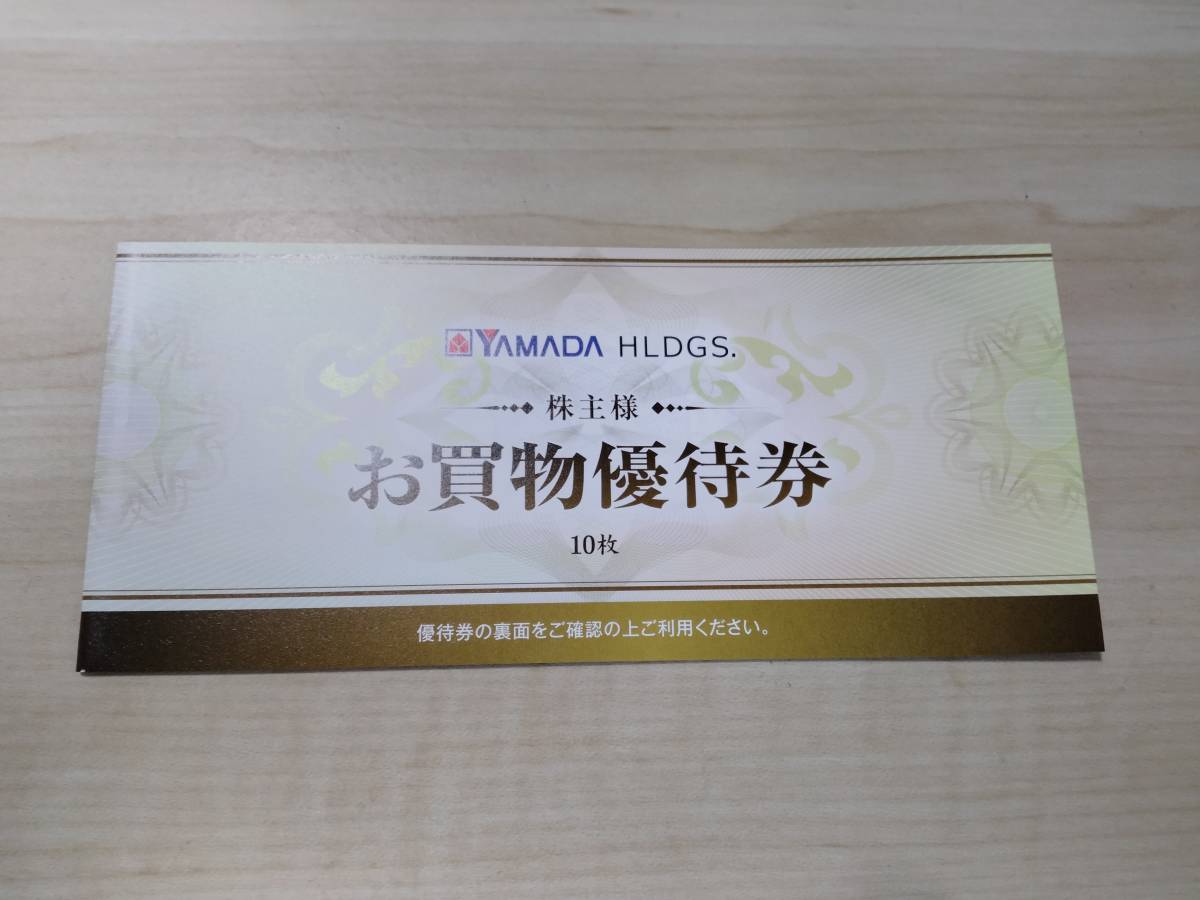 YAMADA HLDGS.
株主様
お買物優待券
10枚
優待券の裏面をご確認の上ご利用ください。